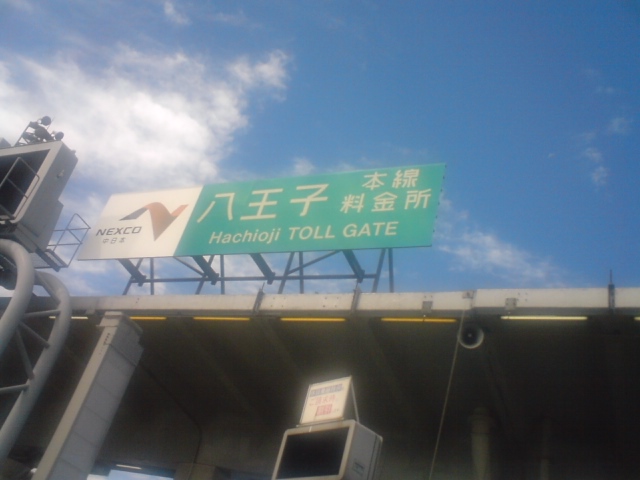 NEXCO
中日本
八王子 本線
料金所
Hachioji TOLL GATE